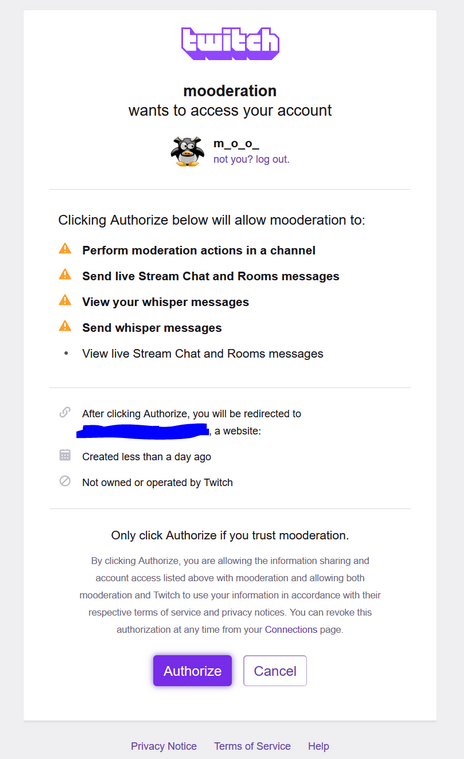 twitch
mooderation
wants to access your account
m_o_o_
not you? log out.
Clicking Authorize below will allow mooderation to:
Perform moderation actions in a channel
Send live Stream Chat and Rooms messages
View your whisper messages
Send whisper messages
• View live Stream Chat and Rooms messages
After clicking Authorize, you will be redirected to
, a website:
Created less than a day ago
Not owned or operated by Twitch
Only click Authorize if you trust mooderation.
By clicking Authorize, you are allowing the information sharing and
account access listed above with mooderation and allowing both
mooderation and Twitch to use your information in accordance with their
respective terms of service and privacy notices. You can revoke this
authorization at any time from your Connections page.
Authorize Cancel
Privacy Notice Terms of Service Help